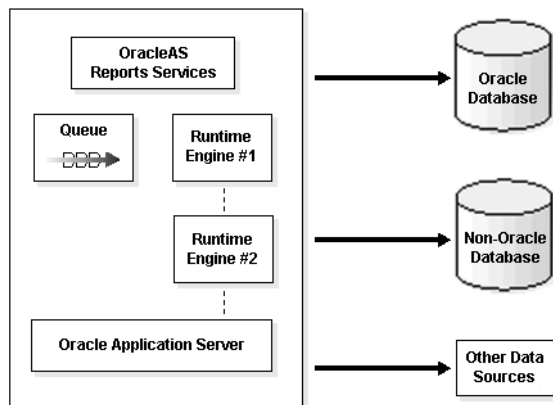 OracleAS
Reports Services
Oracle
Database
Queue
Runtime
Engine #1
Runtime
Engine #2
Non-Oracle
Database
Oracle Application Server
Other Data
Sources